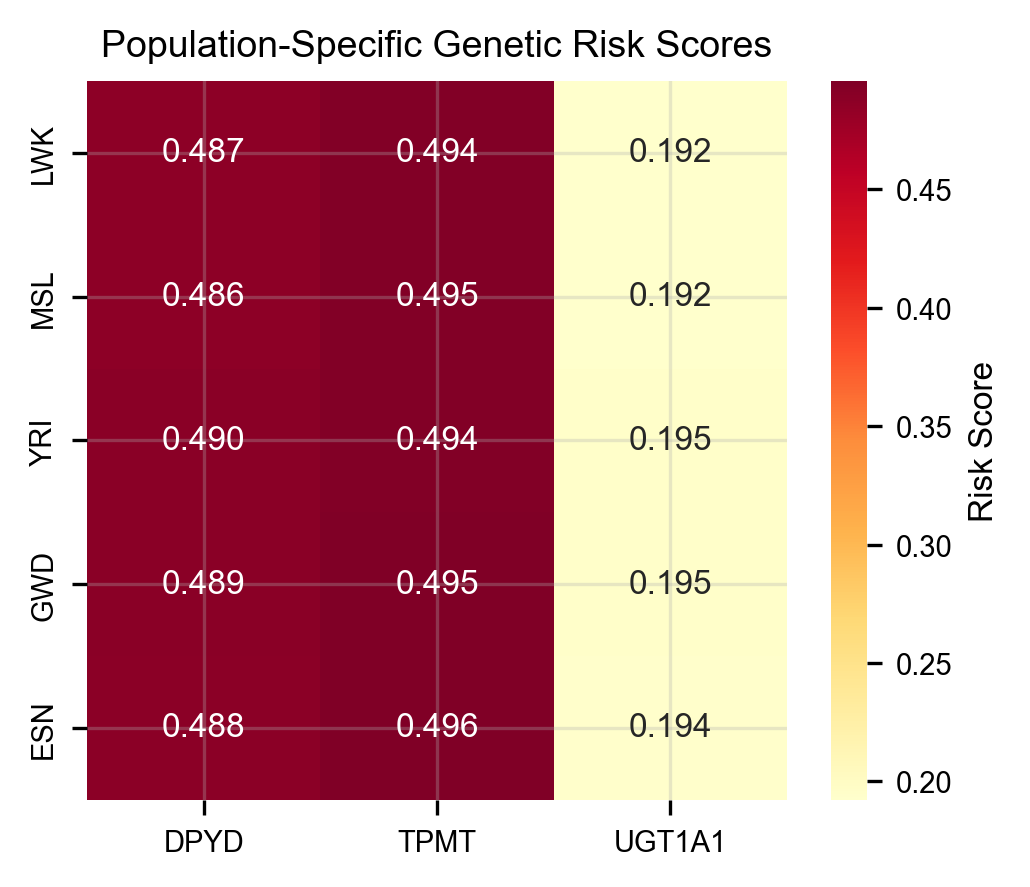 Population-Specific Genetic Risk Scores
LWK 0.487 0.494 0.192
MSL 0.486 0.495 0.192
YRI 0.490 0.494 0.195
GWD 0.489 0.495 0.195
ESN 0.488 0.496 0.194
DPYD TPMT UGT1A1
0.45
0.40
0.35
0.30
0.25
0.20
Risk Score